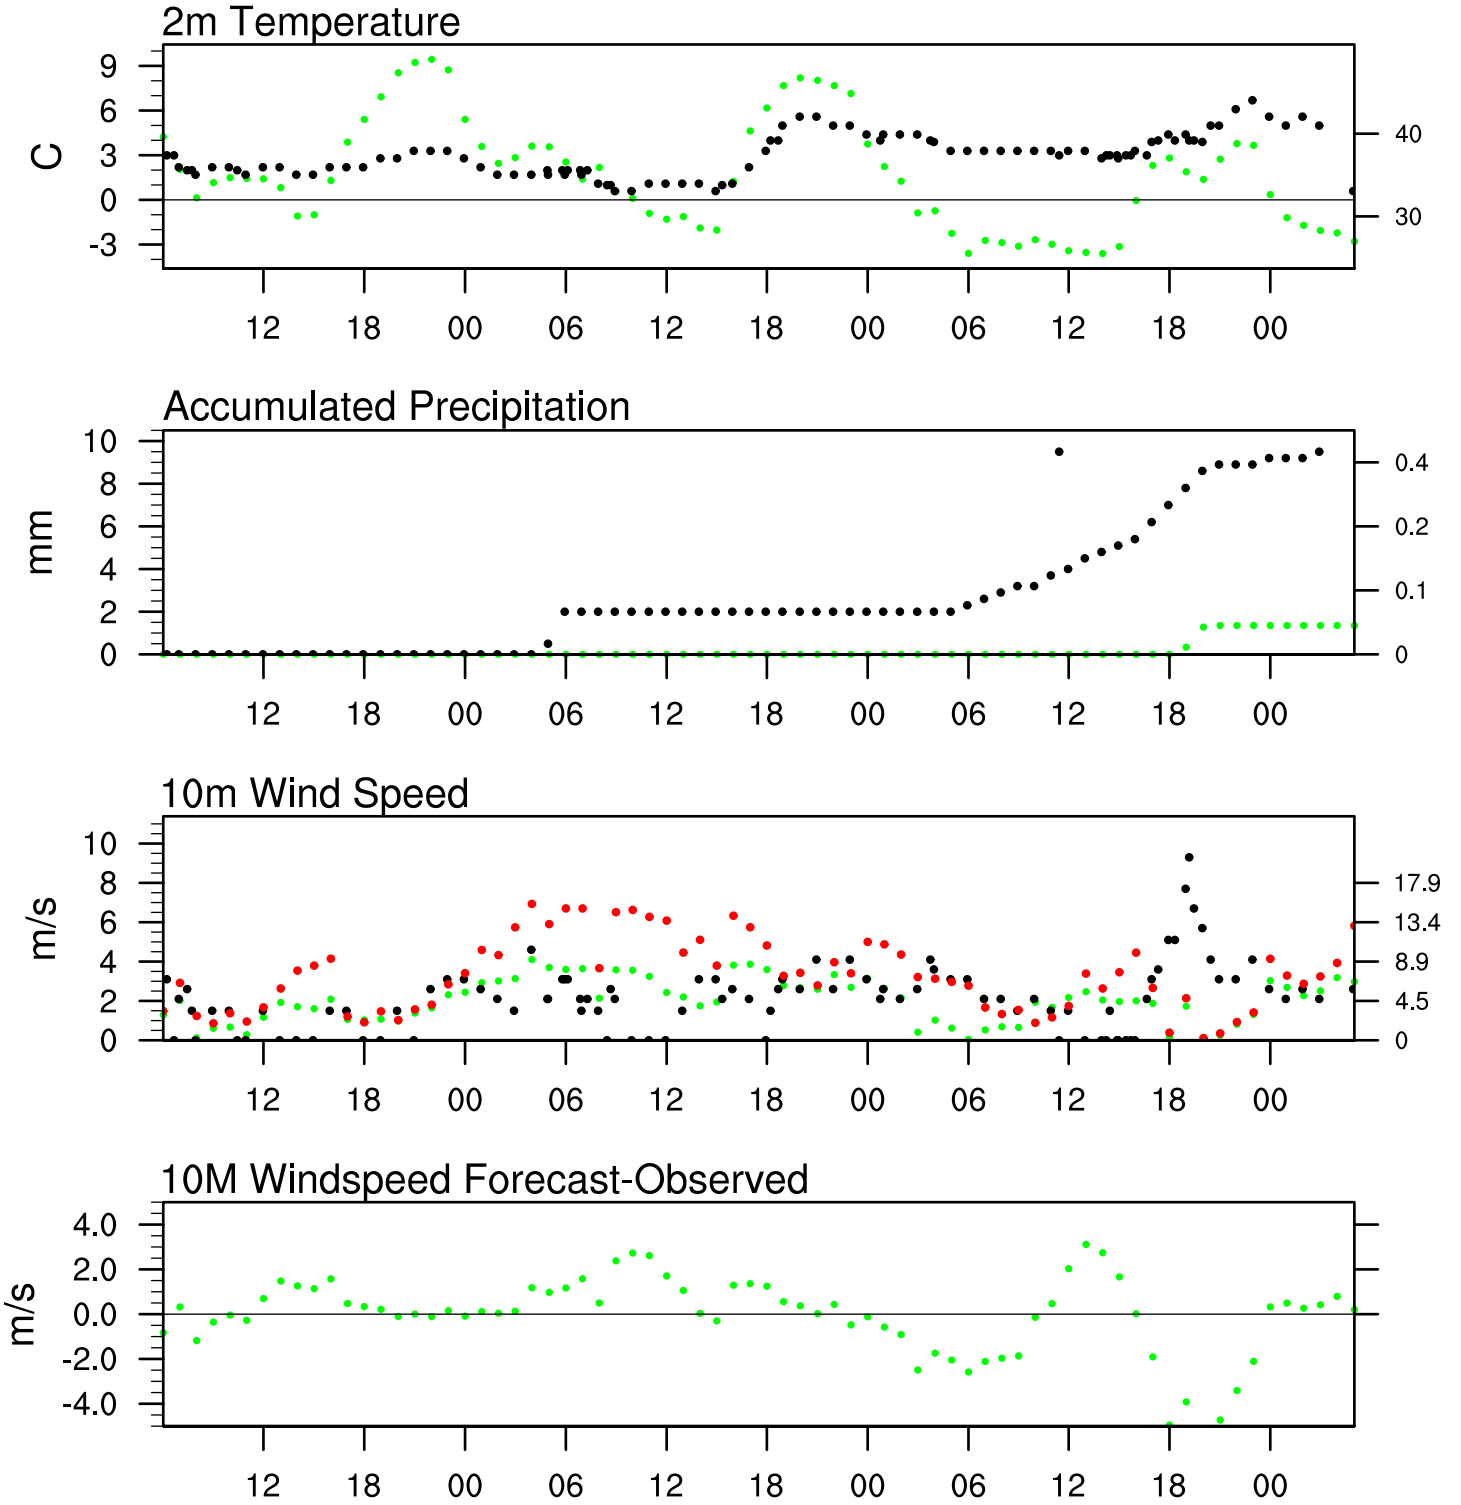 2m Temperature
9
6
3
0
-3
C
40
30
12 18 00 06 12 18 00 06 12 18 00
Accumulated Precipitation
10
8
6
4
2
0
mm
0.4
0.2
0.1
0
12 18 00 06 12 18 00 06 12 18 00
10m Wind Speed
10
8
6
4
2
0
m/s
17.9
13.4
8.9
4.5
0
12 18 00 06 12 18 00 06 12 18 00
10M Windspeed Forecast-Observed
4.0
2.0
0.0
-2.0
-4.0
m/s
12 18 00 06 12 18 00 06 12 18 00